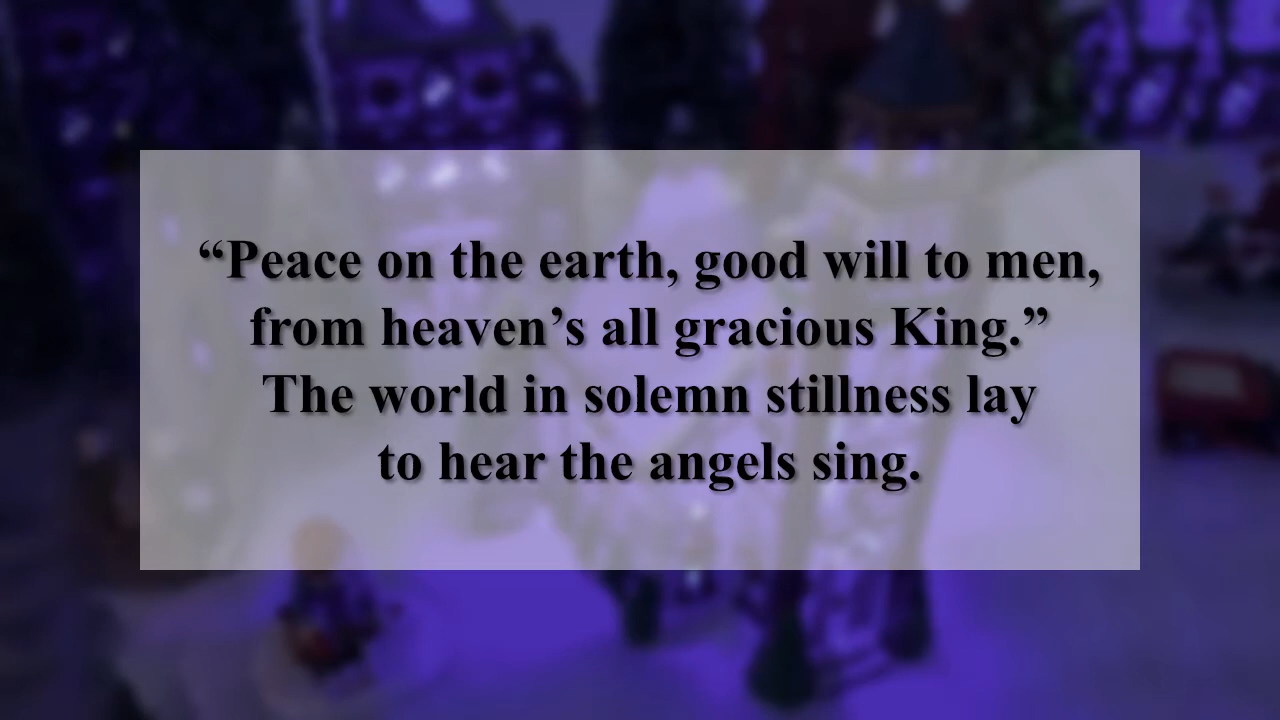 “Peace on the earth, good will to men,
from heaven’s all gracious King.”
The world in solemn stillness lay
to hear the angels sing.